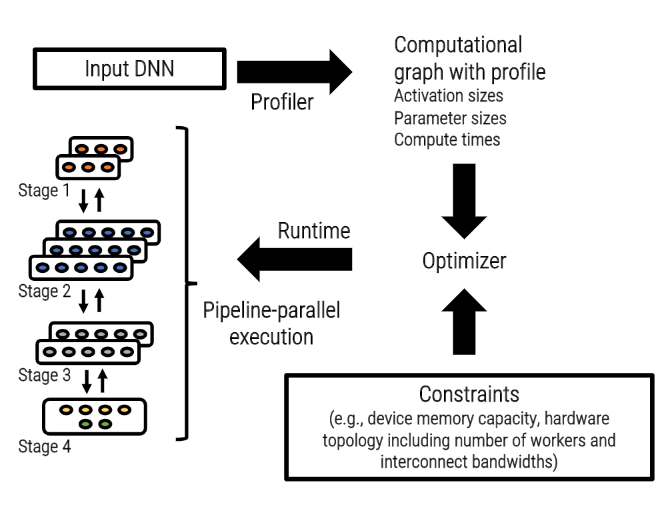 Input DNN
Profiler
Computational
graph with profile
Activation sizes
Parameter sizes
Compute times
Stage 1
Stage 2
Stage 3
Stage 4
Runtime
Pipeline-parallel
execution
Optimizer
Constraints
(e.g., device memory capacity, hardware
topology including number of workers and
interconnect bandwidths)